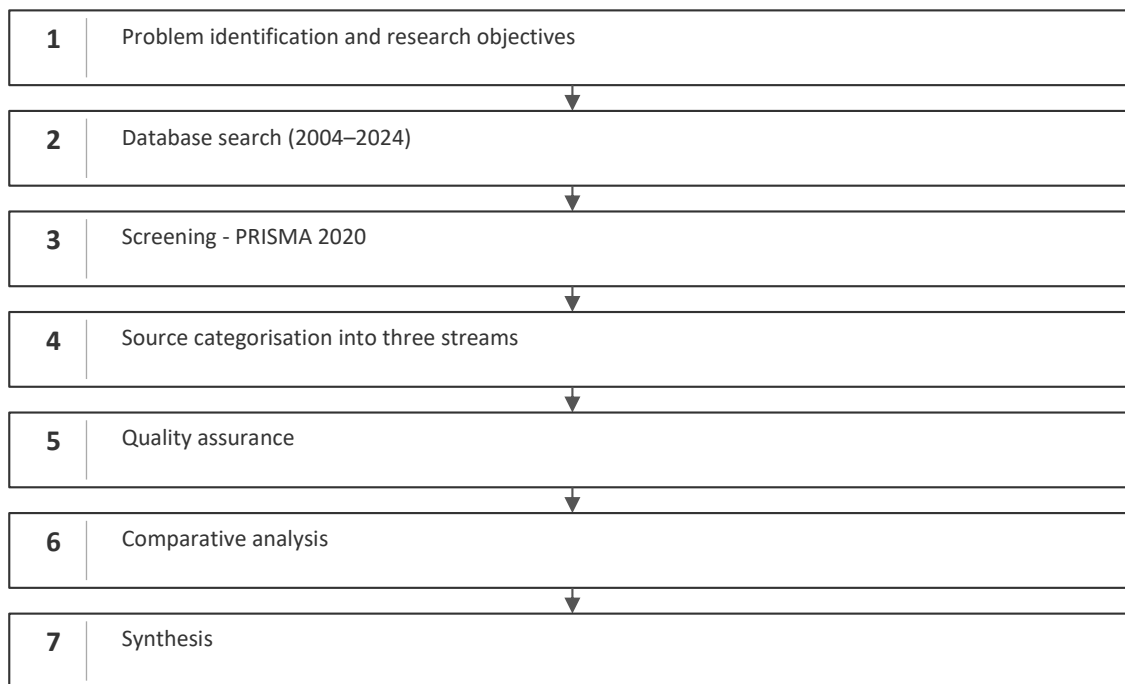 1 Problem identification and research objectives
2 Database search (2004–2024)
3 Screening - PRISMA 2020
4 Source categorisation into three streams
5 Quality assurance
6 Comparative analysis
7 Synthesis